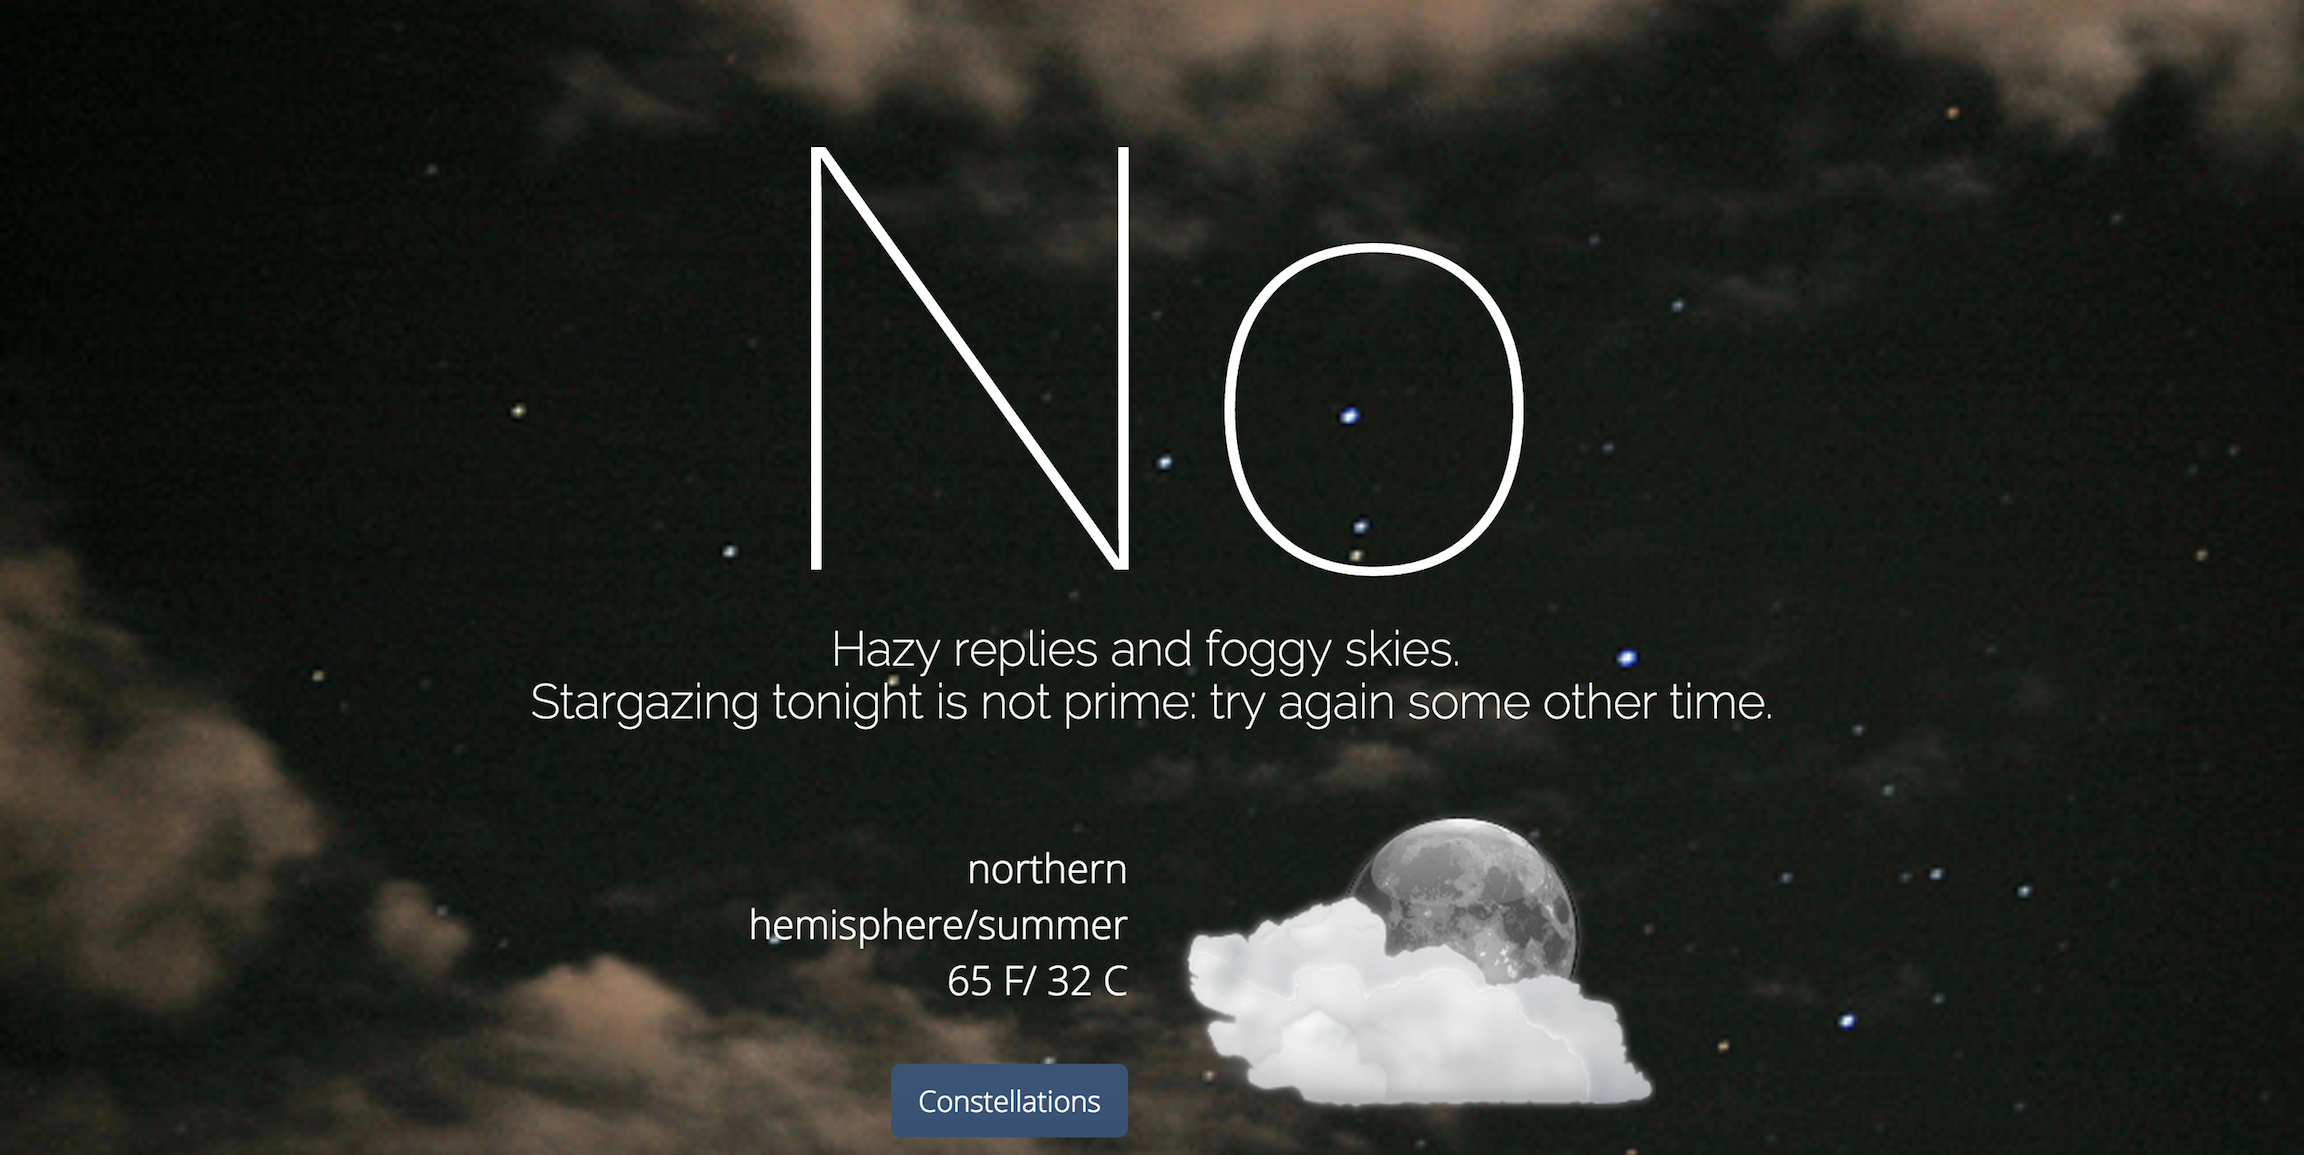 No
Hazy replies and foggy skies.
Stargazing tonight is not prime: try again some other time.
northern
hemisphere/summer
65 F/ 32 C
Constellations